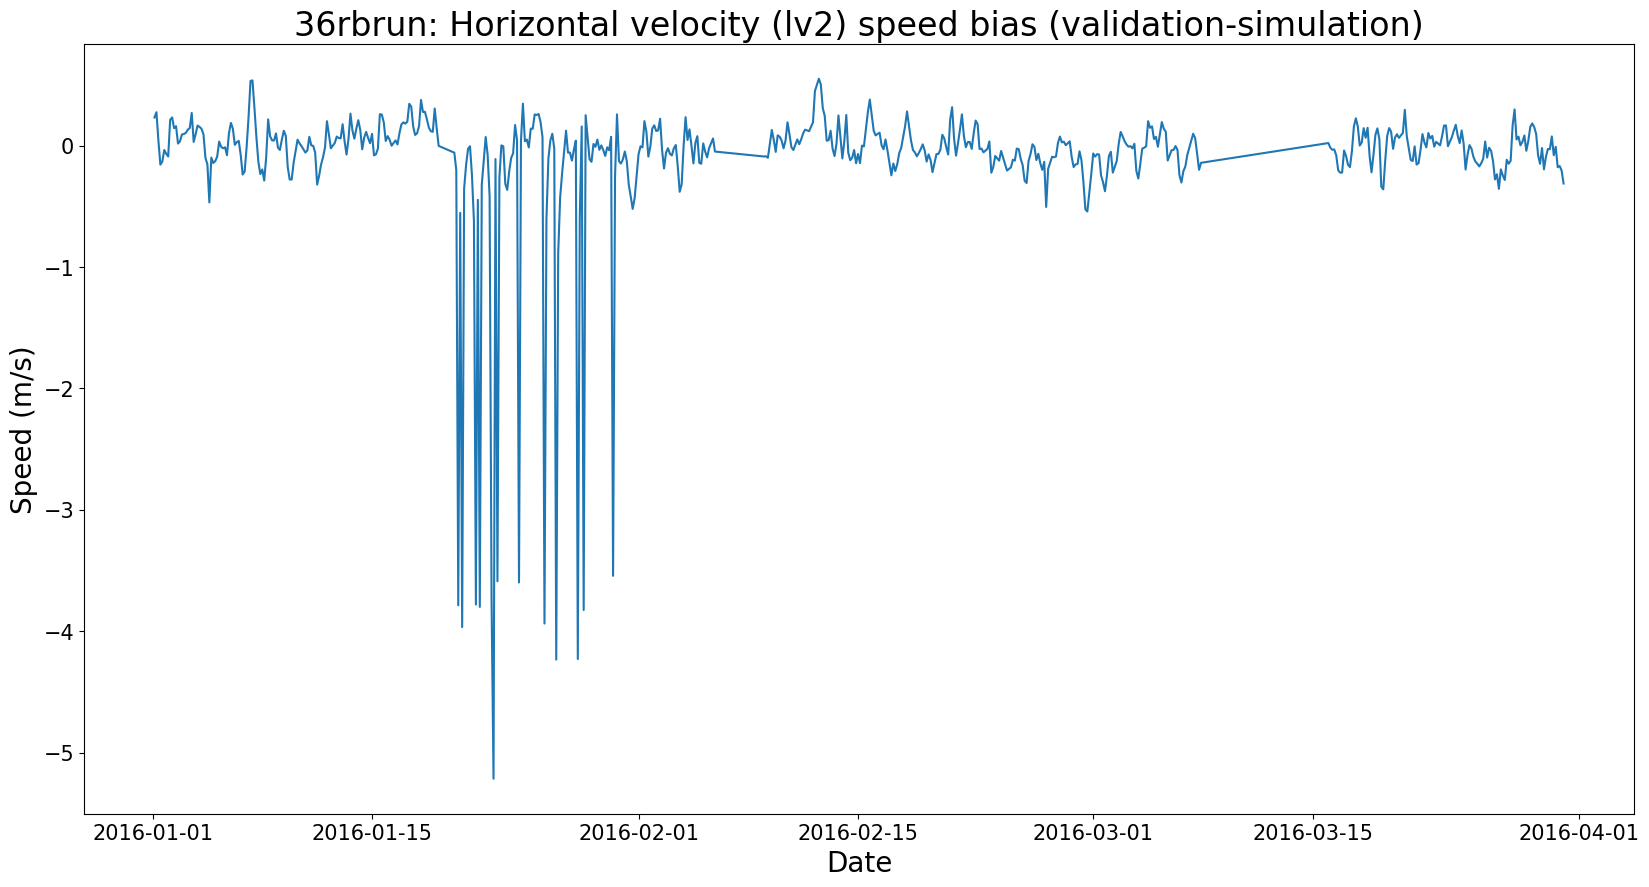 36rbrun: Horizontal velocity (lv2) speed bias (validation-simulation)
0
−1
−2
−3
−4
−5
Speed (m/s)
2016-01-01 2016-01-15 2016-02-01 2016-02-15 2016-03-01 2016-03-15 2016-04-01
Date